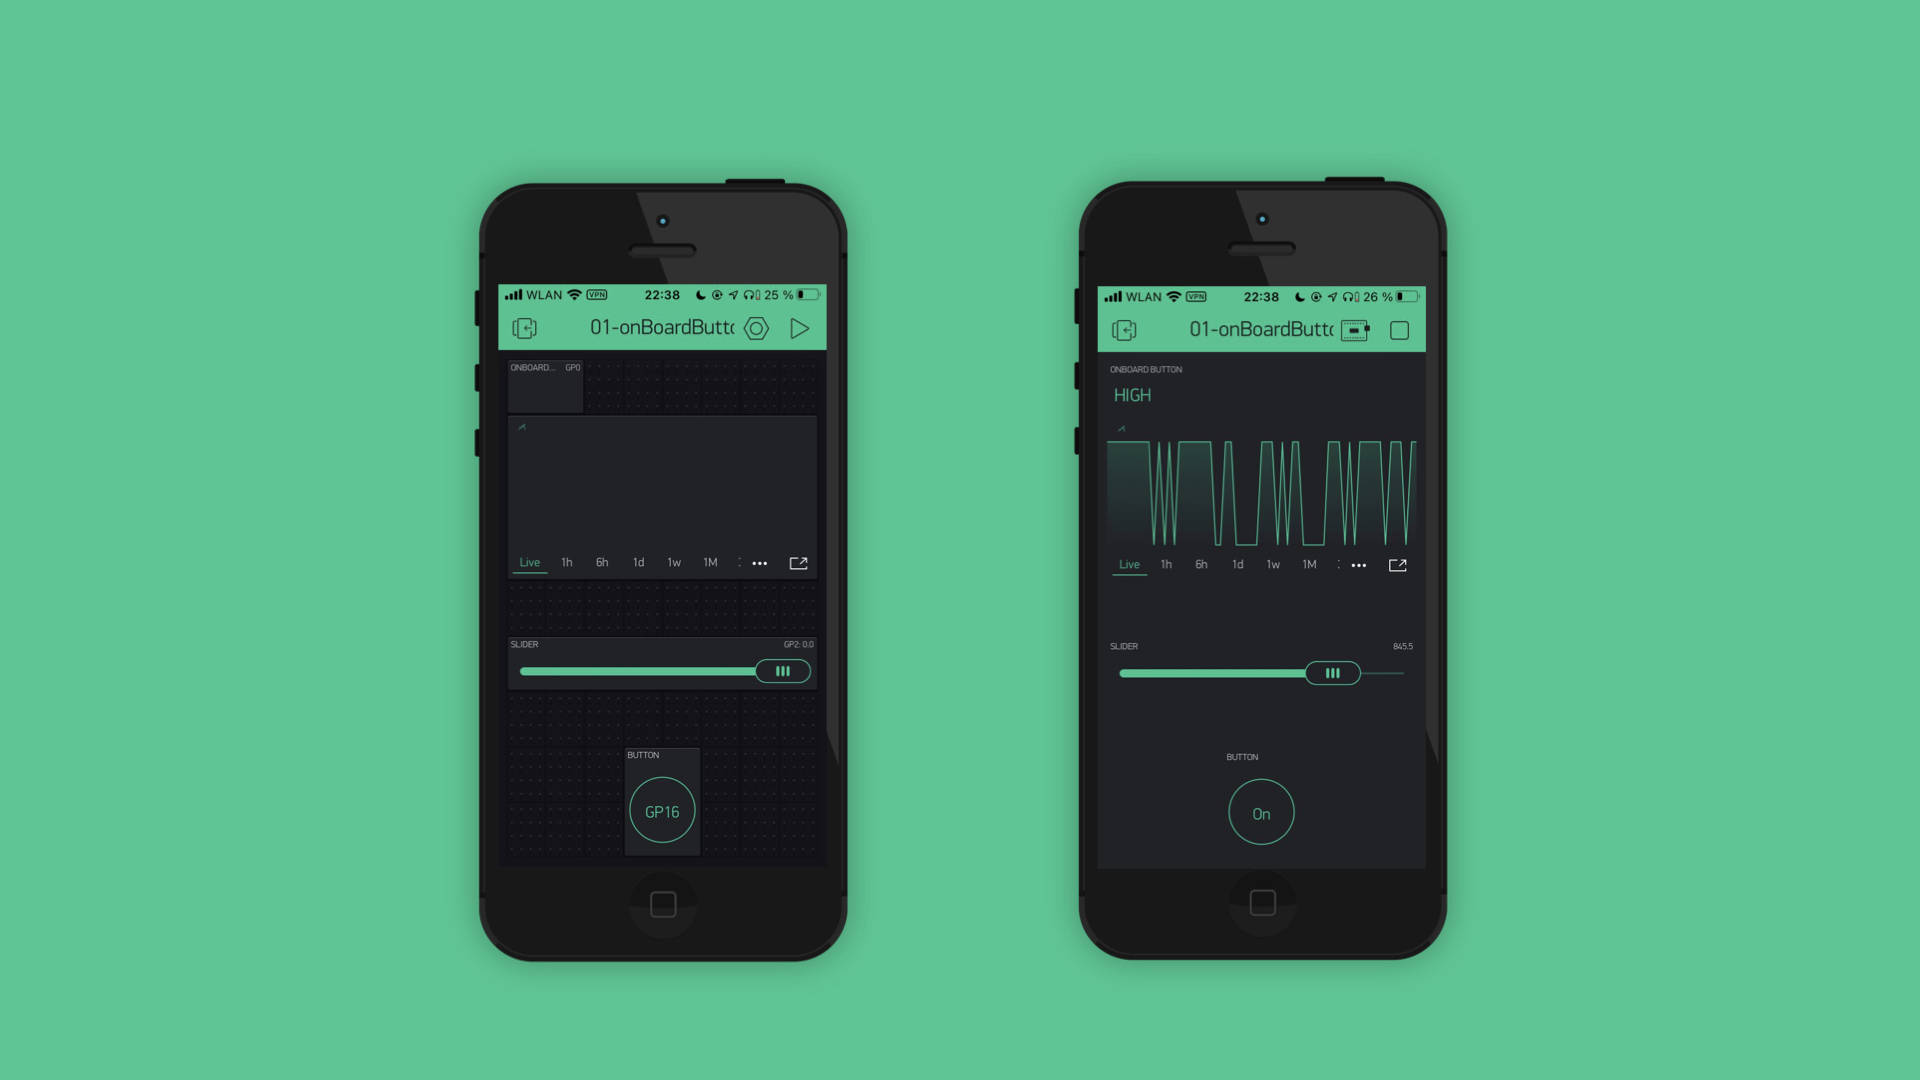 WLAN VPN 22:38 25 %
01-onBoardButt
ONBOARD... GP0
Live 1h 6h 1d 1w 1M •••
SLIDER GP2: 0.0
BUTTON
GP16
WLAN VPN 22:38 26 %
01-onBoardButt
ONBOARD BUTTON
HIGH
Live 1h 6h 1d 1w 1M •••
SLIDER 845.5
BUTTON
On